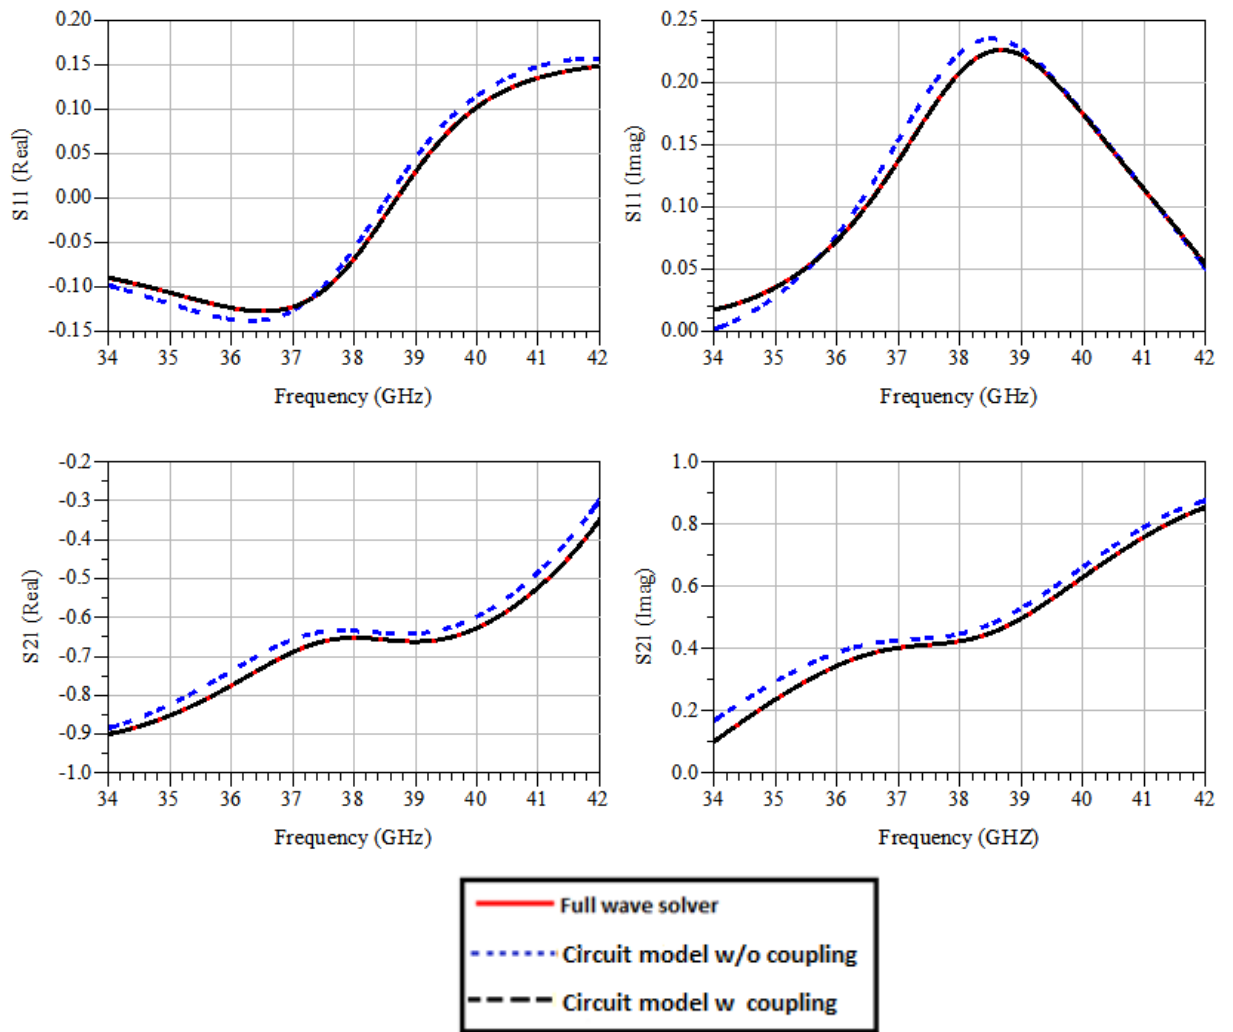 0.20
0.15
0.10
0.05
0.00
-0.05
-0.10
-0.15
S11 (Real)
34 35 36 37 38 39 40 41 42
Frequency (GHz)
0.25
0.20
0.15
0.10
0.05
0.00
S11 (Imag)
34 35 36 37 38 39 40 41 42
Frequency (GHz)
-0.2
-0.3
-0.4
-0.5
-0.6
-0.7
-0.8
-0.9
-1.0
S21 (Real)
34 35 36 37 38 39 40 41 42
Frequency (GHz)
1.0
0.8
0.6
0.4
0.2
0.0
S21 (Imag)
34 35 36 37 38 39 40 41 42
Frequency (GHZ)
Full wave solver
Circuit model w/o coupling
Circuit model w coupling